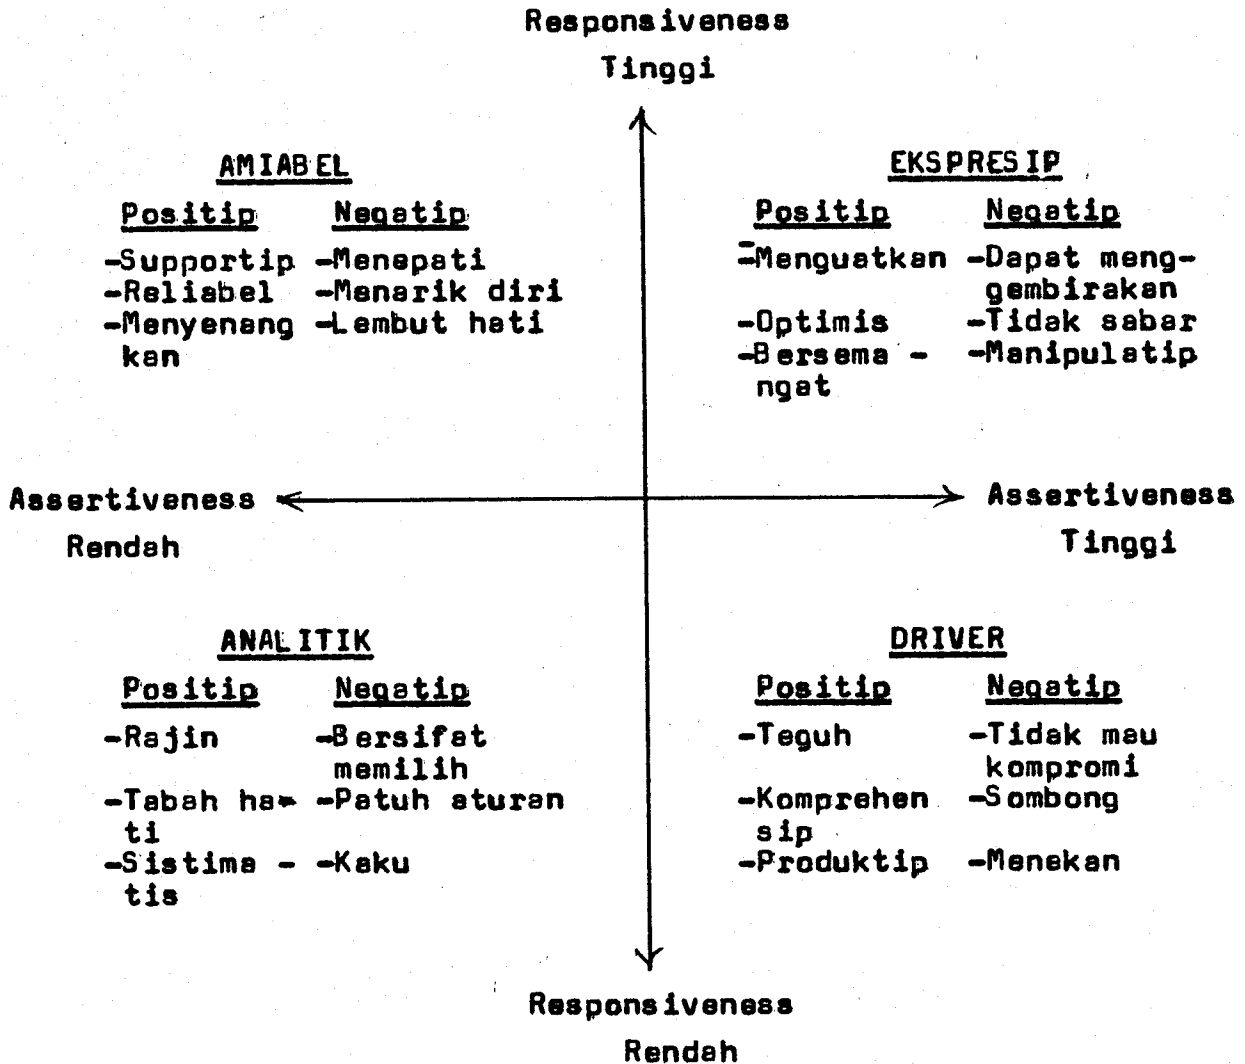 Responsiveness
Tinggi
AMIABEL
Positip Negatip
-Supportip -Menepati
-Reliabel -Menarik diri
-Menyenang -Lembut hati
kan
EKSPRESIP
Positip Negatip
-Menguatkan -Dapat meng-
gembirakan
-Optimis -Tidak sabar
-Bersema - -Manipulatip
ngat
Assertiveness
Rendah
Assertiveness
Tinggi
ANALITIK
Positip Negatip
-Rajin -Bersifat
memilih
-Tabah ha- -Patuh aturan
ti
-Sistima - -Kaku
tis
DRIVER
Positip Negatip
-Teguh -Tidak mau
kompromi
-Komprehen -Sombong
sip
-Produktip -Menekan
Responsiveness
Rendah